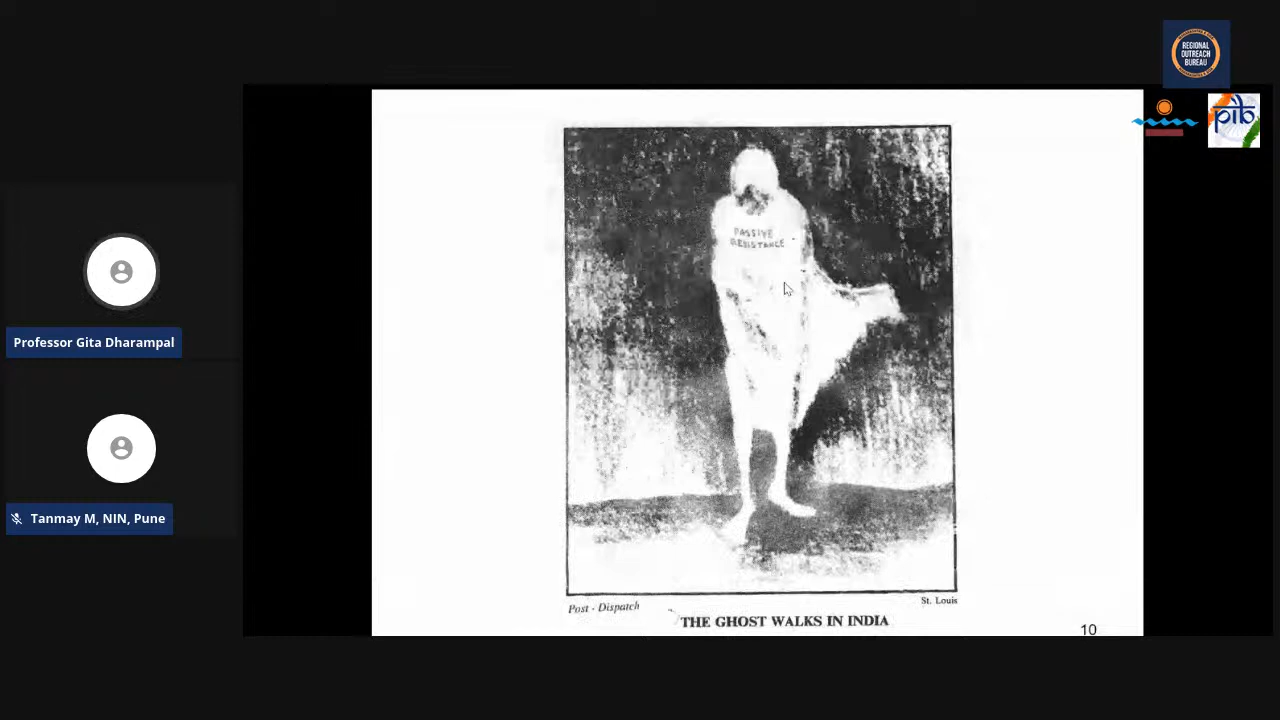 REGIONAL
OUTREACH
BUREAU
pib
Professor Gita Dharampal
Tanmay M, NIN, Pune
PASSIVE
RESISTANCE
Post - Dispatch
St. Louis
THE GHOST WALKS IN INDIA
10